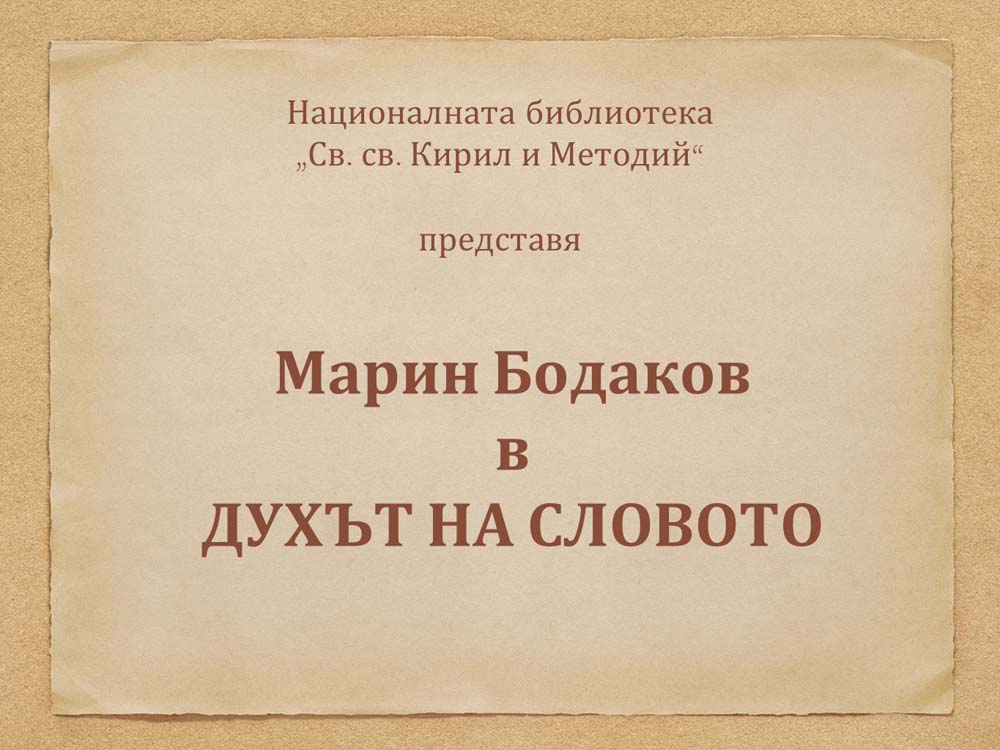 Националната библиотека
„Св. св. Кирил и Методий“
представя
Марин Бодаков
в
ДУХЪТ НА СЛОВОТО